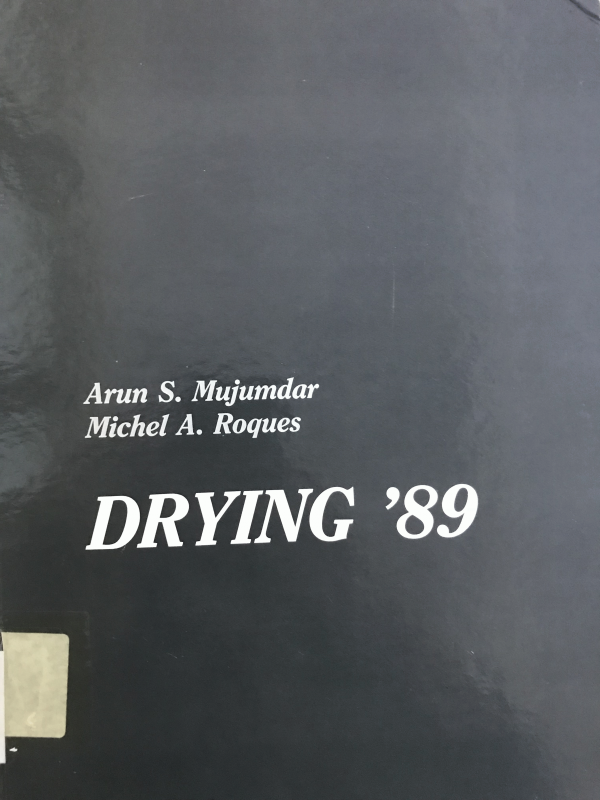 Arun S. Mujumdar
Michel A. Roques
DRYING '89